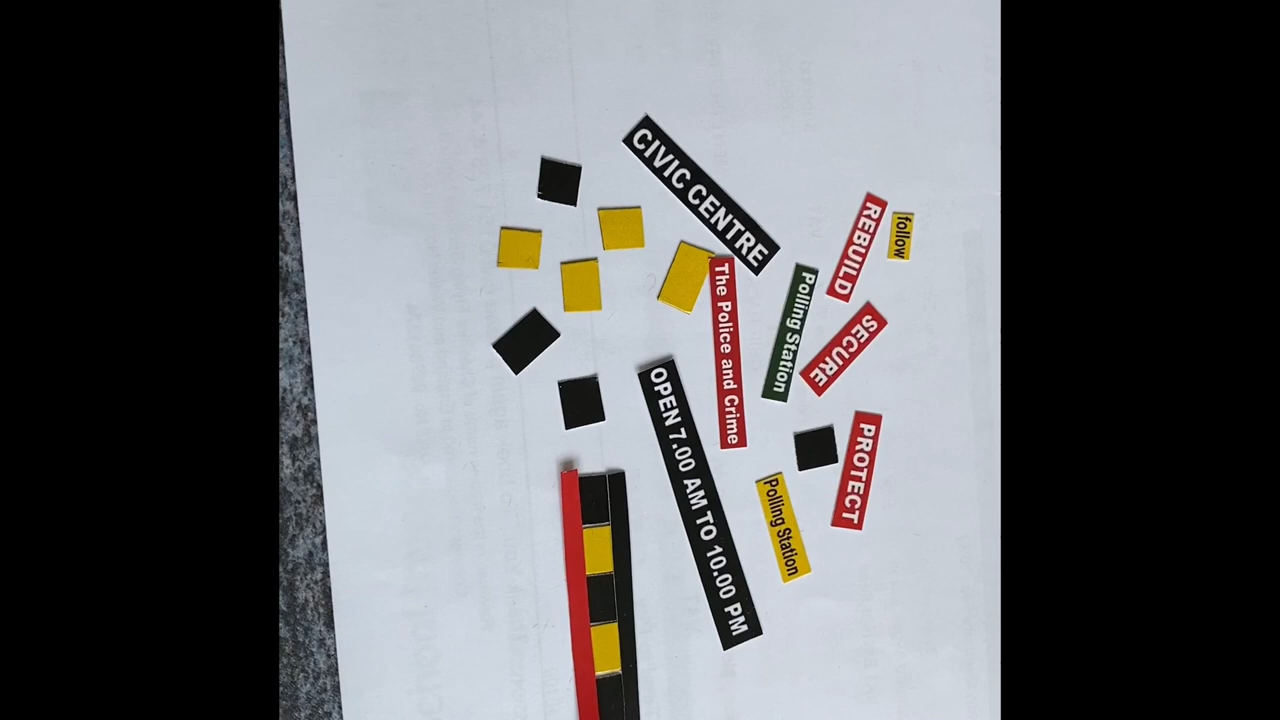 CIVIC CENTRE
REBUILD
follow
The Police and Crime
Polling Station
SECURE
OPEN 7.00 AM TO 10.00 PM
PROTECT
Polling Station